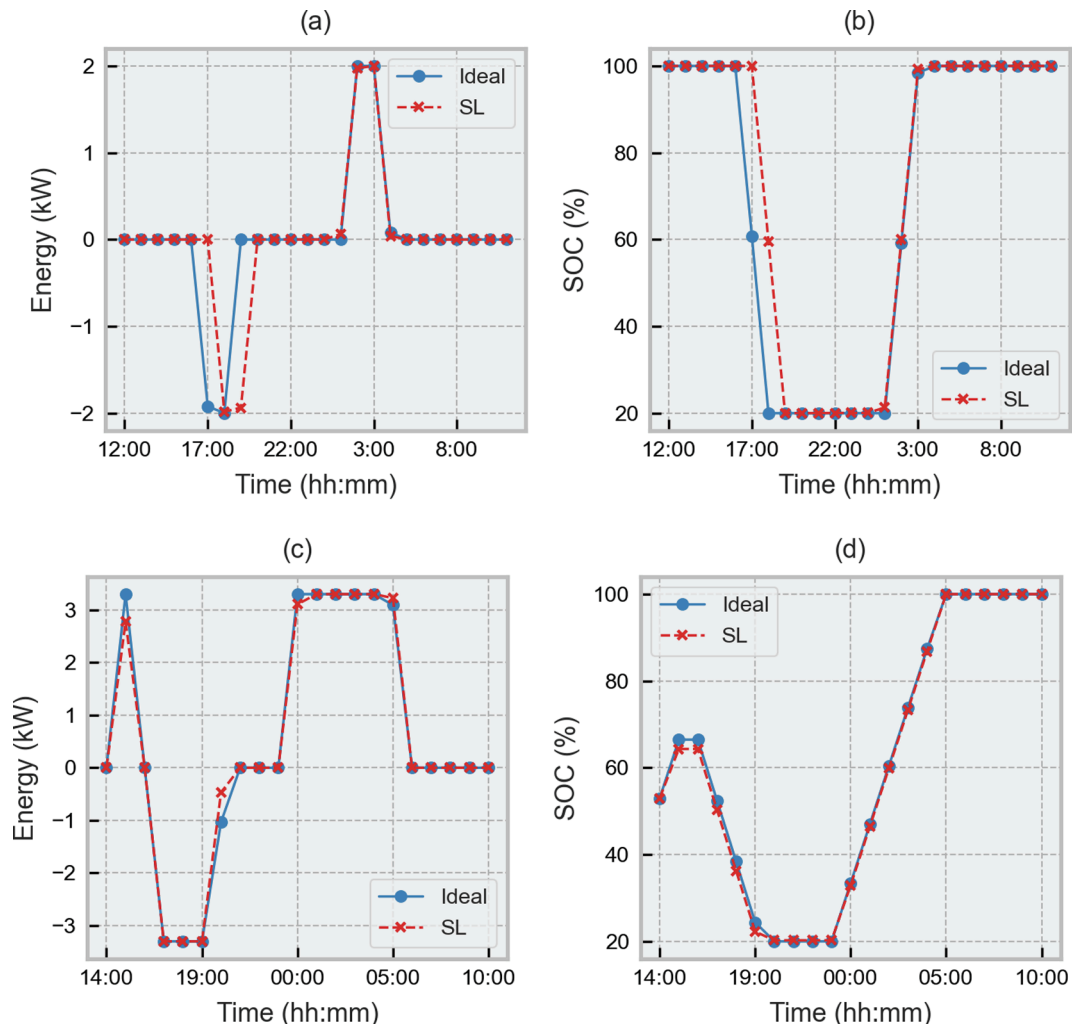 (a)
2
1
0
−1
−2
Energy (kW)
Ideal
SL
12:00 17:00 22:00 3:00 8:00
Time (hh:mm)
(b)
100
80
60
40
20
SOC (%)
Ideal
SL
12:00 17:00 22:00 3:00 8:00
Time (hh:mm)
(c)
3
2
1
0
−1
−2
−3
Energy (kW)
Ideal
SL
14:00 19:00 00:00 05:00 10:00
Time (hh:mm)
(d)
100
80
60
40
20
SOC (%)
Ideal
SL
14:00 19:00 00:00 05:00 10:00
Time (hh:mm)